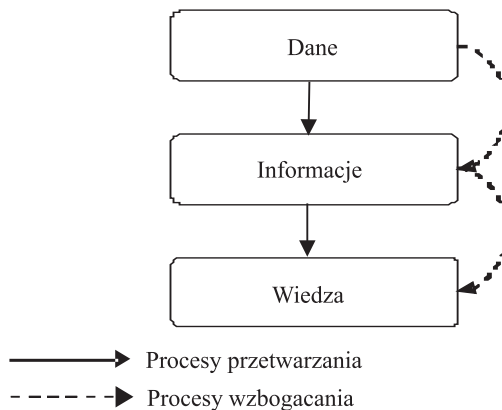 Dane
Informacje
Wiedza
Procesy przetwarzania
Procesy wzbogacania